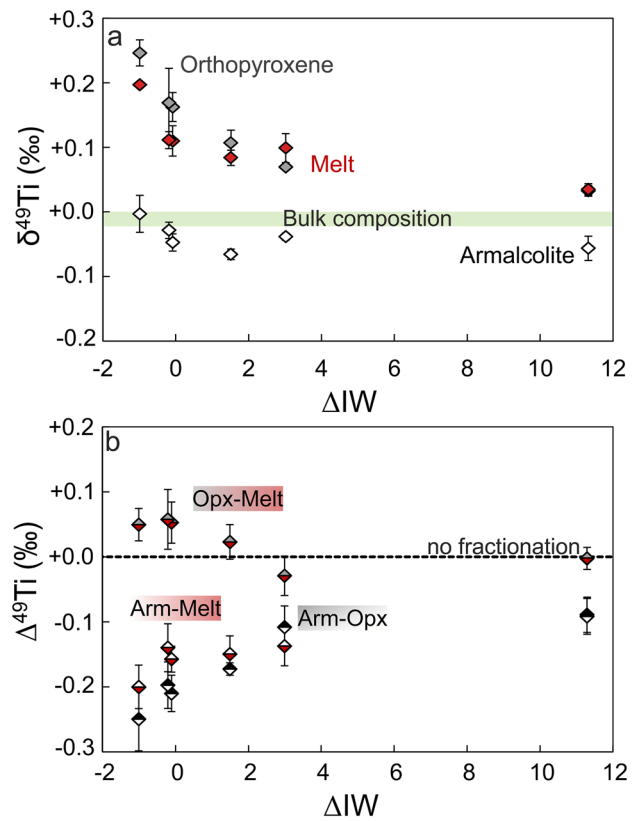 +0.3
a
Orthopyroxene
+0.2
+0.1
Melt
δ⁴⁹Ti (‰)
+0.0
Bulk composition
Armalcolite
-0.1
-0.2
-2 0 2 4 6 8 10 12
ΔIW
+0.2
b
+0.1
Opx-Melt
no fractionation
+0.0
Δ⁴⁹Ti (‰)
Arm-Melt
Arm-Opx
-0.1
-0.2
-0.3
-2 0 2 4 6 8 10 12
ΔIW